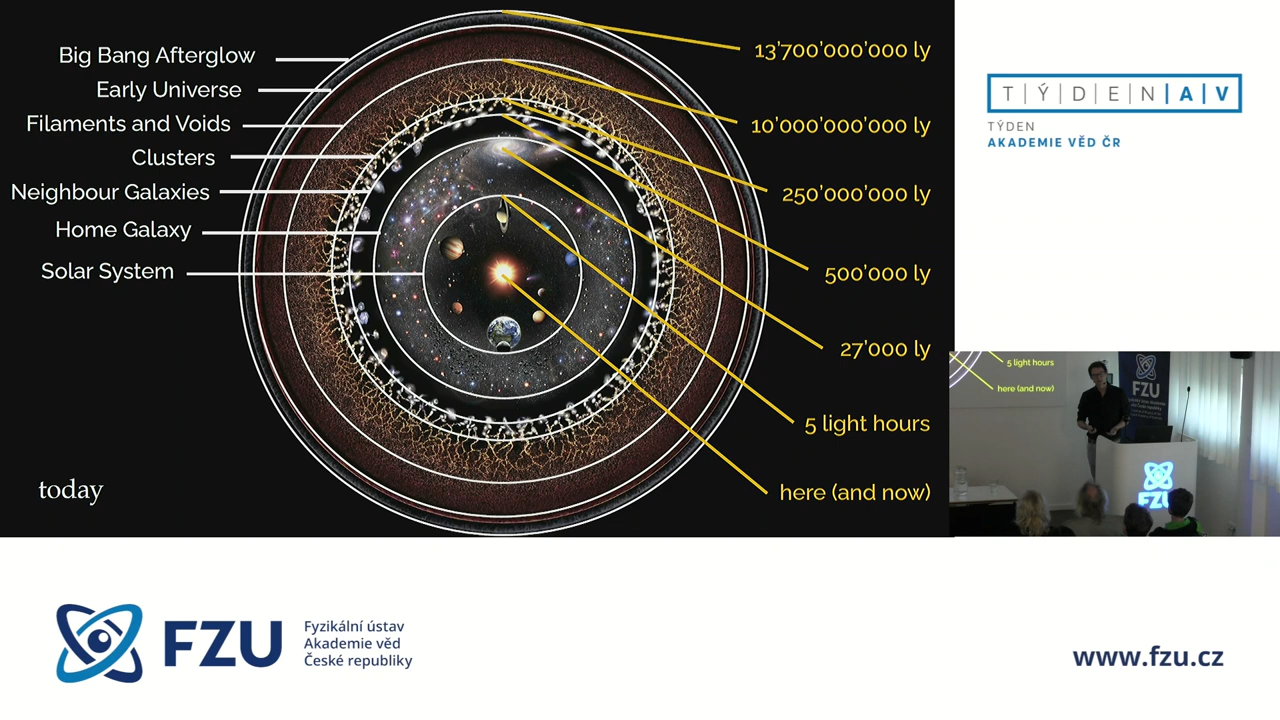 Big Bang Afterglow
Early Universe
Filaments and Voids
Clusters
Neighbour Galaxies
Home Galaxy
Solar System
today
13'700'000'000 ly
10'000'000'000 ly
250'000'000 ly
500'000 ly
27'000 ly
5 light hours
here (and now)
TÝDEN|A|V
TÝDEN
AKADEMIE VĚD ČR
5 light hours
here (and now)
FZU
FZU
FZU
Fyzikální ústav
Akademie věd
České republiky
www.fzu.cz